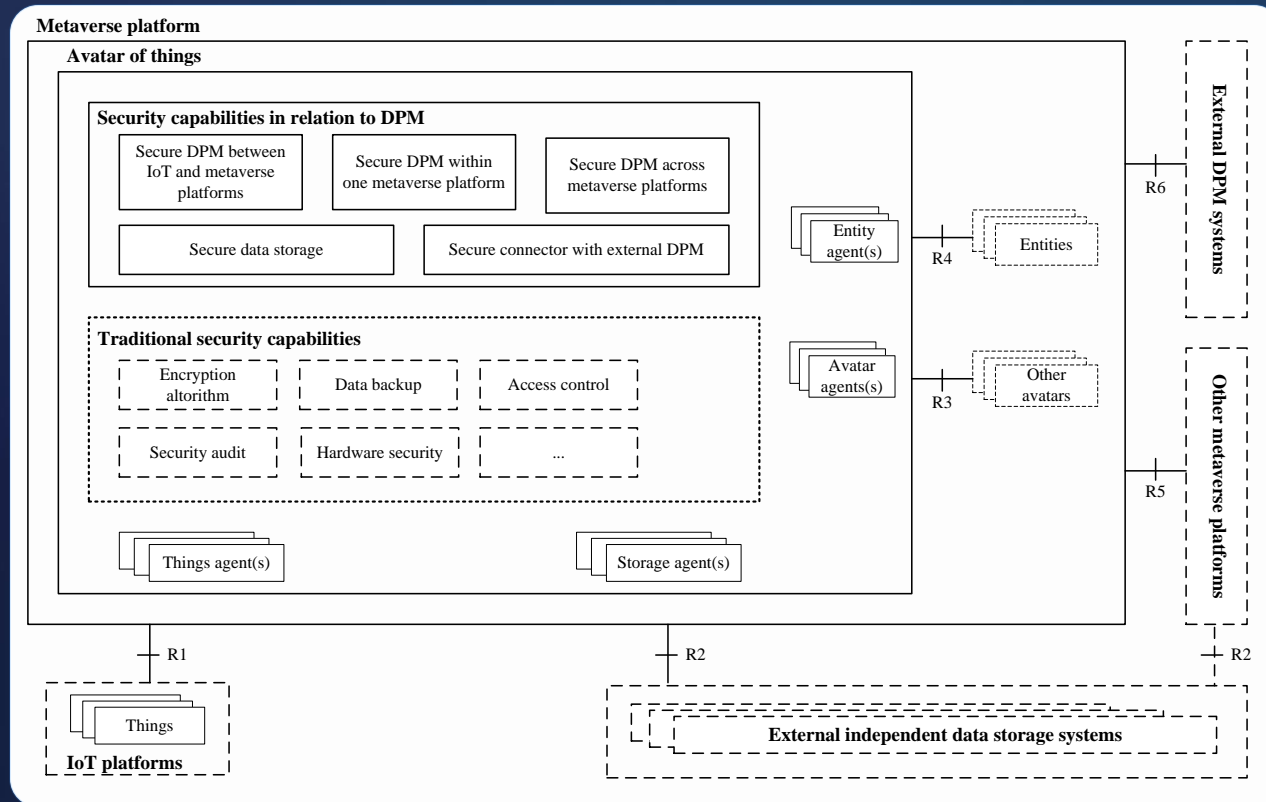 Metaverse platform
Avatar of things
Security capabilities in relation to DPM
Secure DPM between
IoT and metaverse
platforms
Secure DPM within
one metaverse platform
Secure DPM across
metaverse platforms
Secure data storage
Secure connector with external DPM
Traditional security capabilities
Encryption
altorithm
Data backup
Access control
Security audit
Hardware security
...
Things agent(s)
Storage agent(s)
Entity
agent(s)
Avatar
agents(s)
R4
Entities
R3
Other
avatars
R6
External DPM systems
R5
Other metaverse platforms
R1
R2
R2
Things
IoT platforms
External independent data storage systems